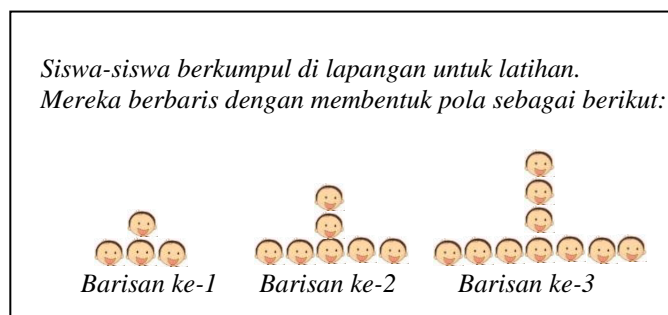 Siswa-siswa berkumpul di lapangan untuk latihan.
Mereka berbaris dengan membentuk pola sebagai berikut:
Barisan ke-1
Barisan ke-2
Barisan ke-3